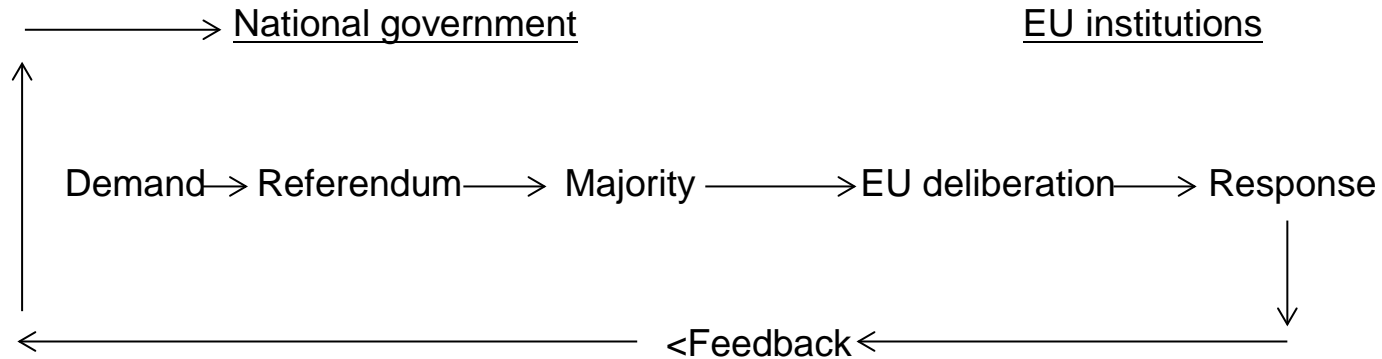 National government EU institutions
Demand Referendum Majority EU deliberation Response
<Feedback